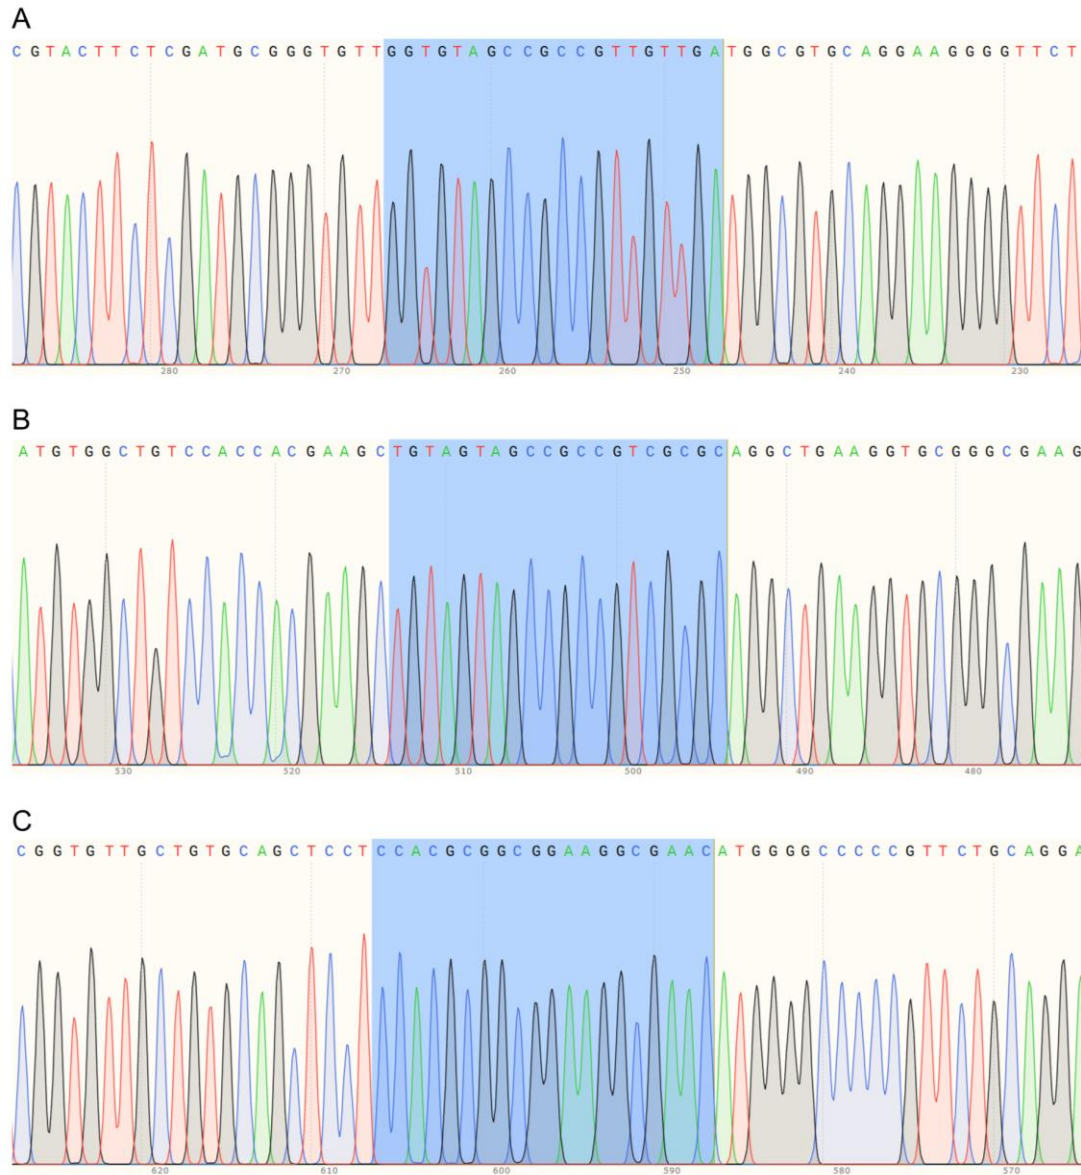 A
CGTACTTCTCGATGCGGGTGTTGGTGTAGCCGCCGTTGTTGATGGCGTGCAGGAAGGGGTTCT
280 270 260 250 240 230
B
ATGTGGCTGTCCACCACGAAGCTGTAGTAGCCGCCGTCGCGCAGGCTGAAGGTGCGGGCGAAG
530 520 510 500 490 480
C
CGGTGTTGCTGTGCAGCTCCTCCACGCGGCGGAAGGCGAACATGGGGCCCCCGTTCTGCAGGA
620 610 600 590 580 570